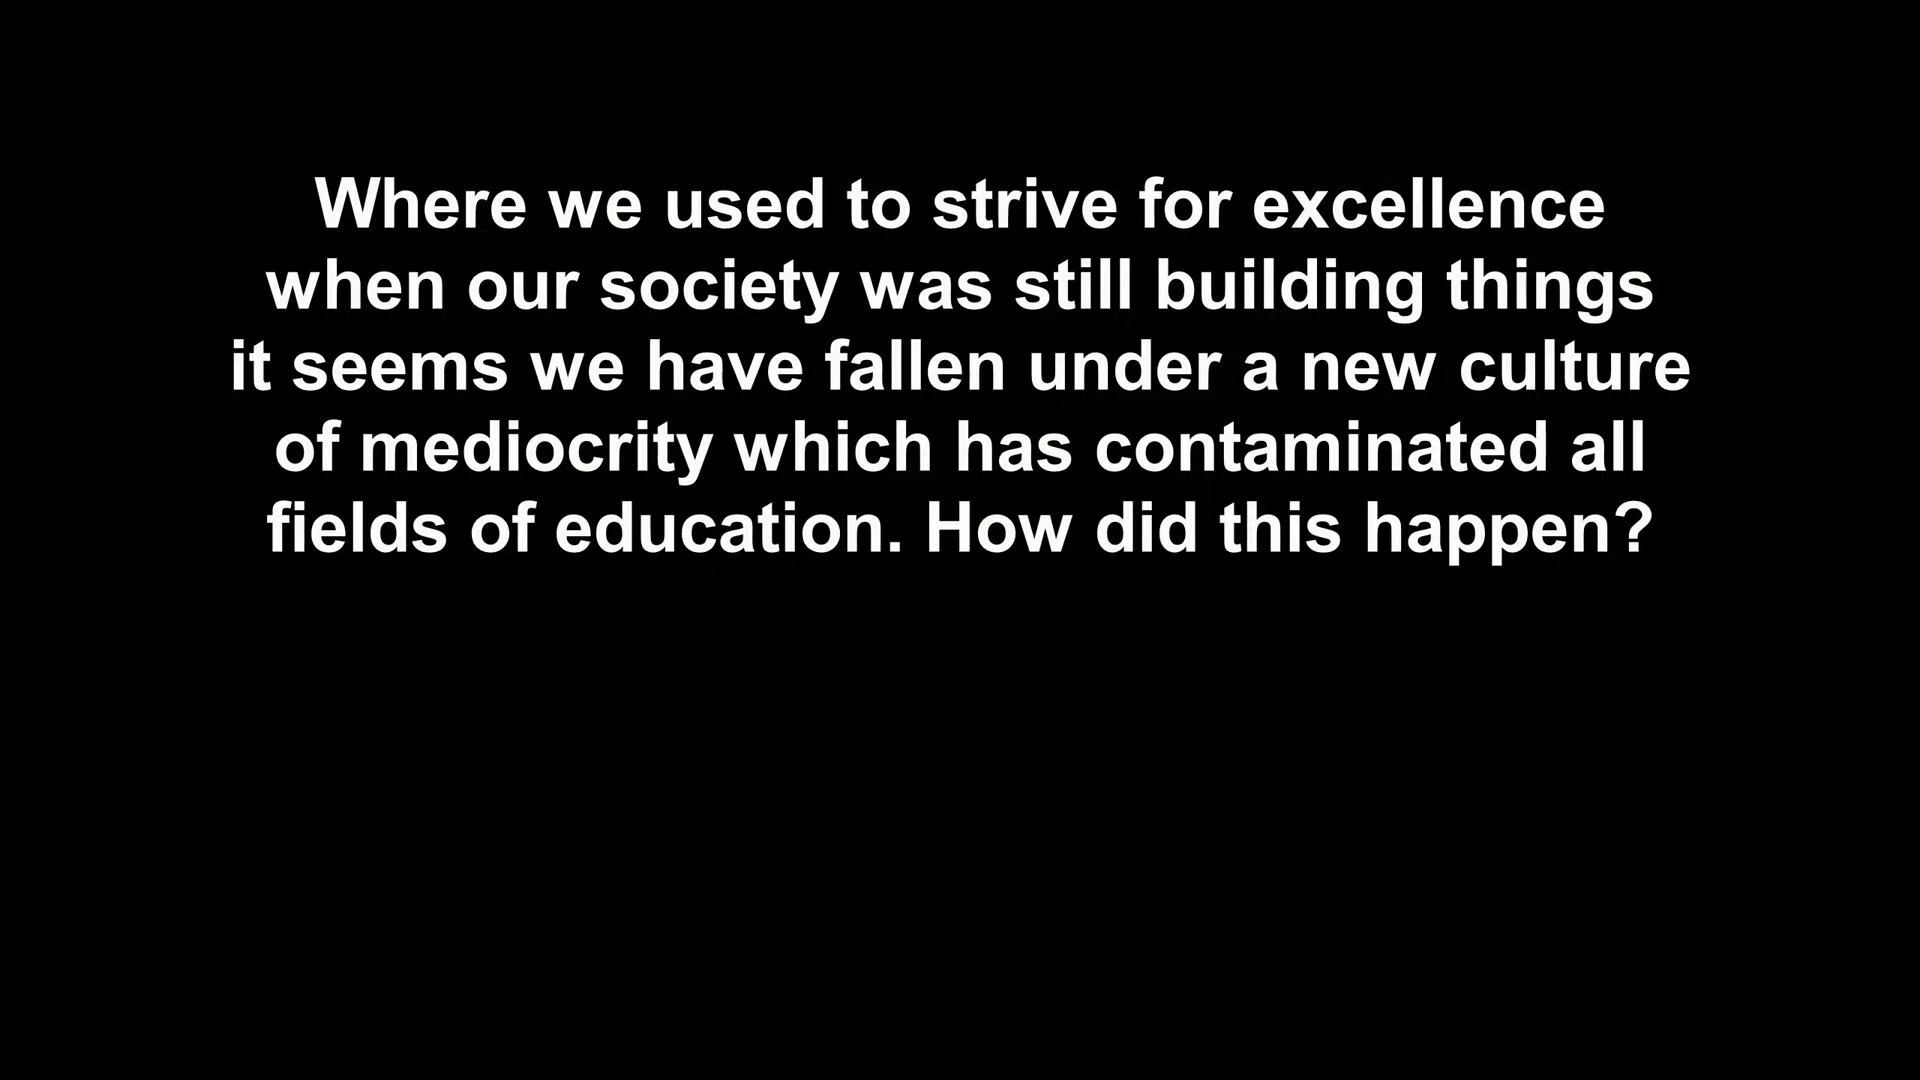 Where we used to strive for excellence
when our society was still building things
it seems we have fallen under a new culture
of mediocrity which has contaminated all
fields of education. How did this happen?